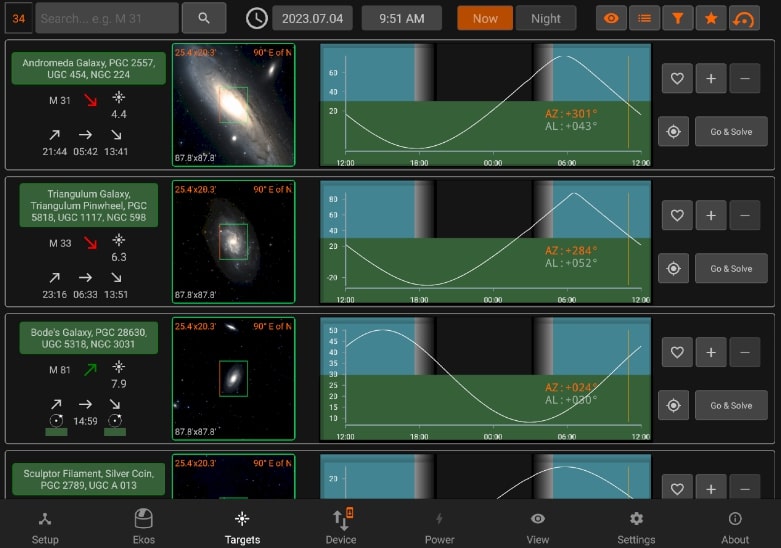 34 Search... e.g. M 31 2023.07.04 9:51 AM Now Night
Andromeda Galaxy, PGC 2557,
UGC 454, NGC 224
M 31
4.4
21:44 05:42 13:41
25.4'x20.3' 90° E of N
87.8'x87.8'
60
40
20
0
AZ:+301°
AL:+043°
12:00 18:00 00:00 06:00 12:00
Go & Solve
Triangulum Galaxy,
Triangulum Pinwheel, PGC
5818, UGC 1117, NGC 598
M 33
6.3
23:16 06:33 13:51
25.4'x20.3' 90° E of N
87.8'x87.8'
80
60
40
20
0
-20
AZ:+284°
AL:+052°
12:00 18:00 00:00 06:00 12:00
Go & Solve
Bode's Galaxy, PGC 28630,
UGC 5318, NGC 3031
M 81
7.9
14:59
25.4'x20.3' 90° E of N
87.8'x87.8'
50
45
40
35
30
25
20
15
10
AZ:+024°
AL:+030°
12:00 18:00 00:00 06:00 12:00
Go & Solve
Sculptor Filament, Silver Coin,
PGC 2789, UGC A 013
25.4'x20.3' 90° E of N
20
Setup Ekos Targets Device Power View Settings About